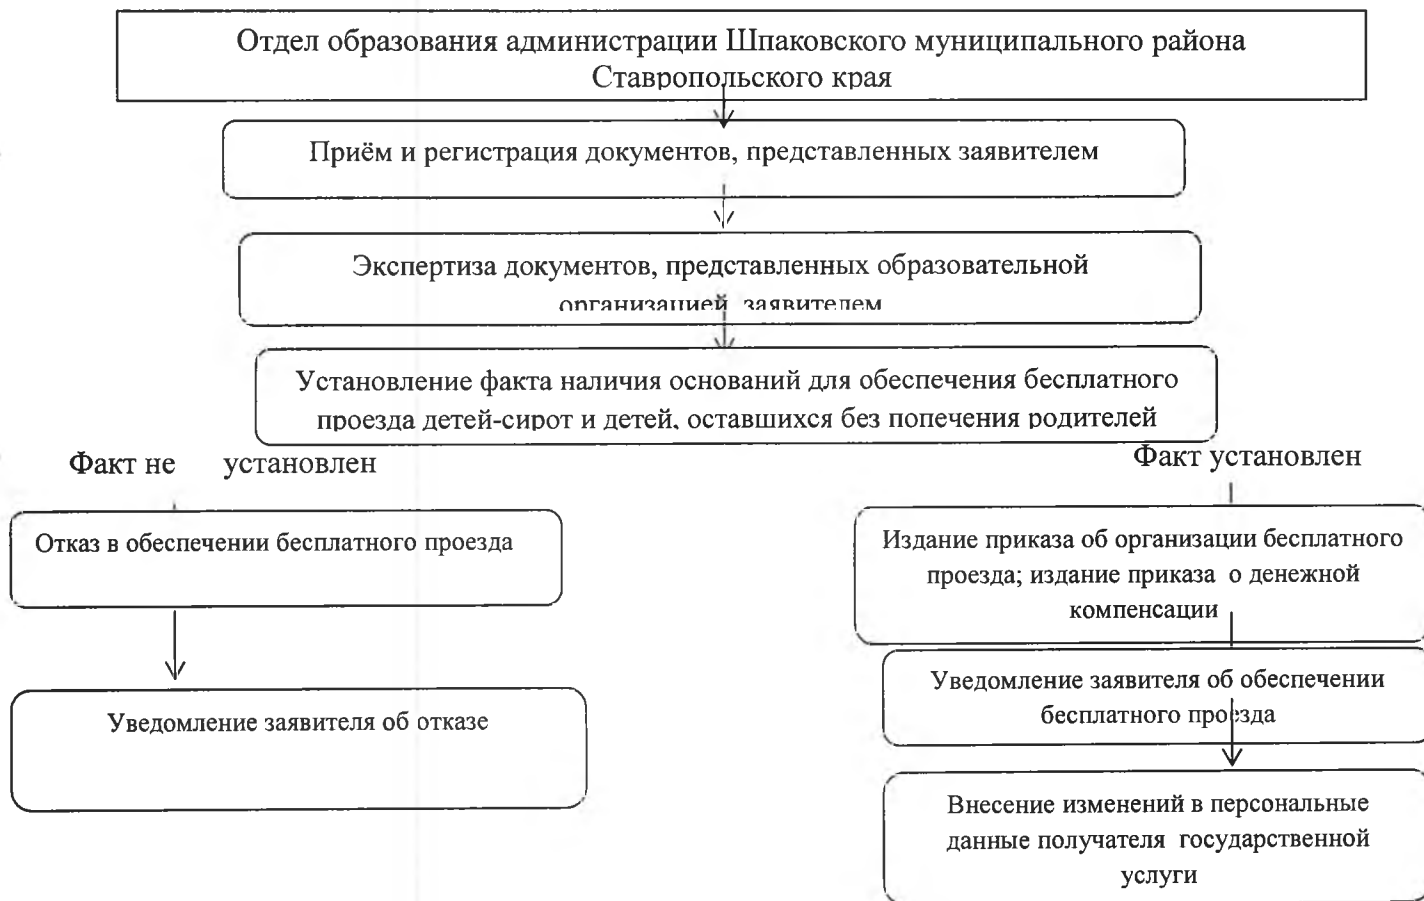 Отдел образования администрации Шпаковского муниципального района
Ставропольского края
Приём и регистрация документов, представленных заявителем
Экспертиза документов, представленных образовательной
организацией заявителем
Установление факта наличия оснований для обеспечения бесплатного
проезда детей-сирот и детей, оставшихся без попечения родителей
Факт не установлен
Факт установлен
Отказ в обеспечении бесплатного проезда
Уведомление заявителя об отказе
Издание приказа об организации бесплатного
проезда; издание приказа о денежной
компенсации
Уведомление заявителя об обеспечении
бесплатного проезда
Внесение изменений в персональные
данные получателя государственной
услуги